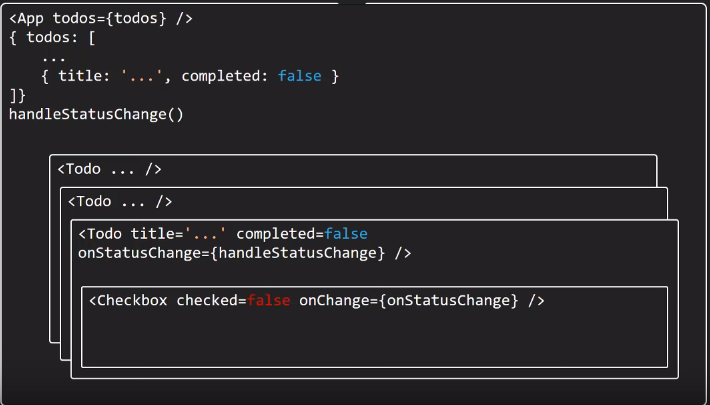 <App todos={todos} />
{ todos: [
...
{ title: '...', completed: false }
]}
handleStatusChange()
<Todo ... />
<Todo ... />
<Todo title='...' completed=false
onStatusChange={handleStatusChange} />
<Checkbox checked=false onChange={onStatusChange} />